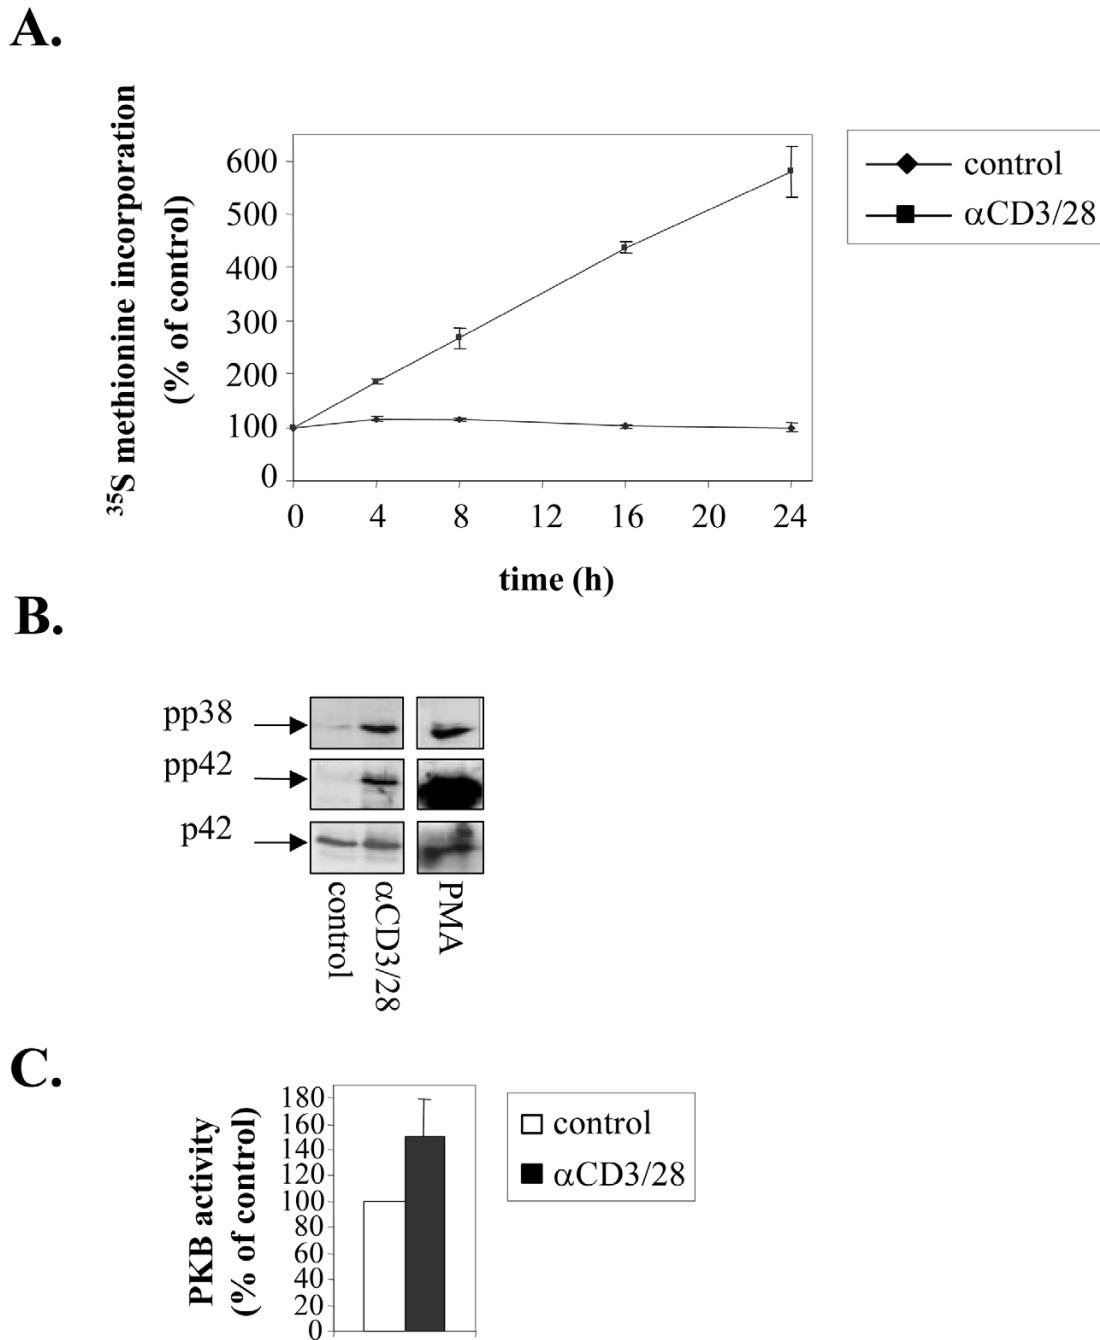 A.
³⁵S methionine incorporation
(% of control)
600
500
400
300
200
100
0
0 4 8 12 16 20 24
time (h)
control
αCD3/28
B.
pp38
pp42
p42
control
αCD3/28
PMA
C.
PKB activity
(% of control)
180
160
140
120
100
80
60
40
20
0
control
αCD3/28